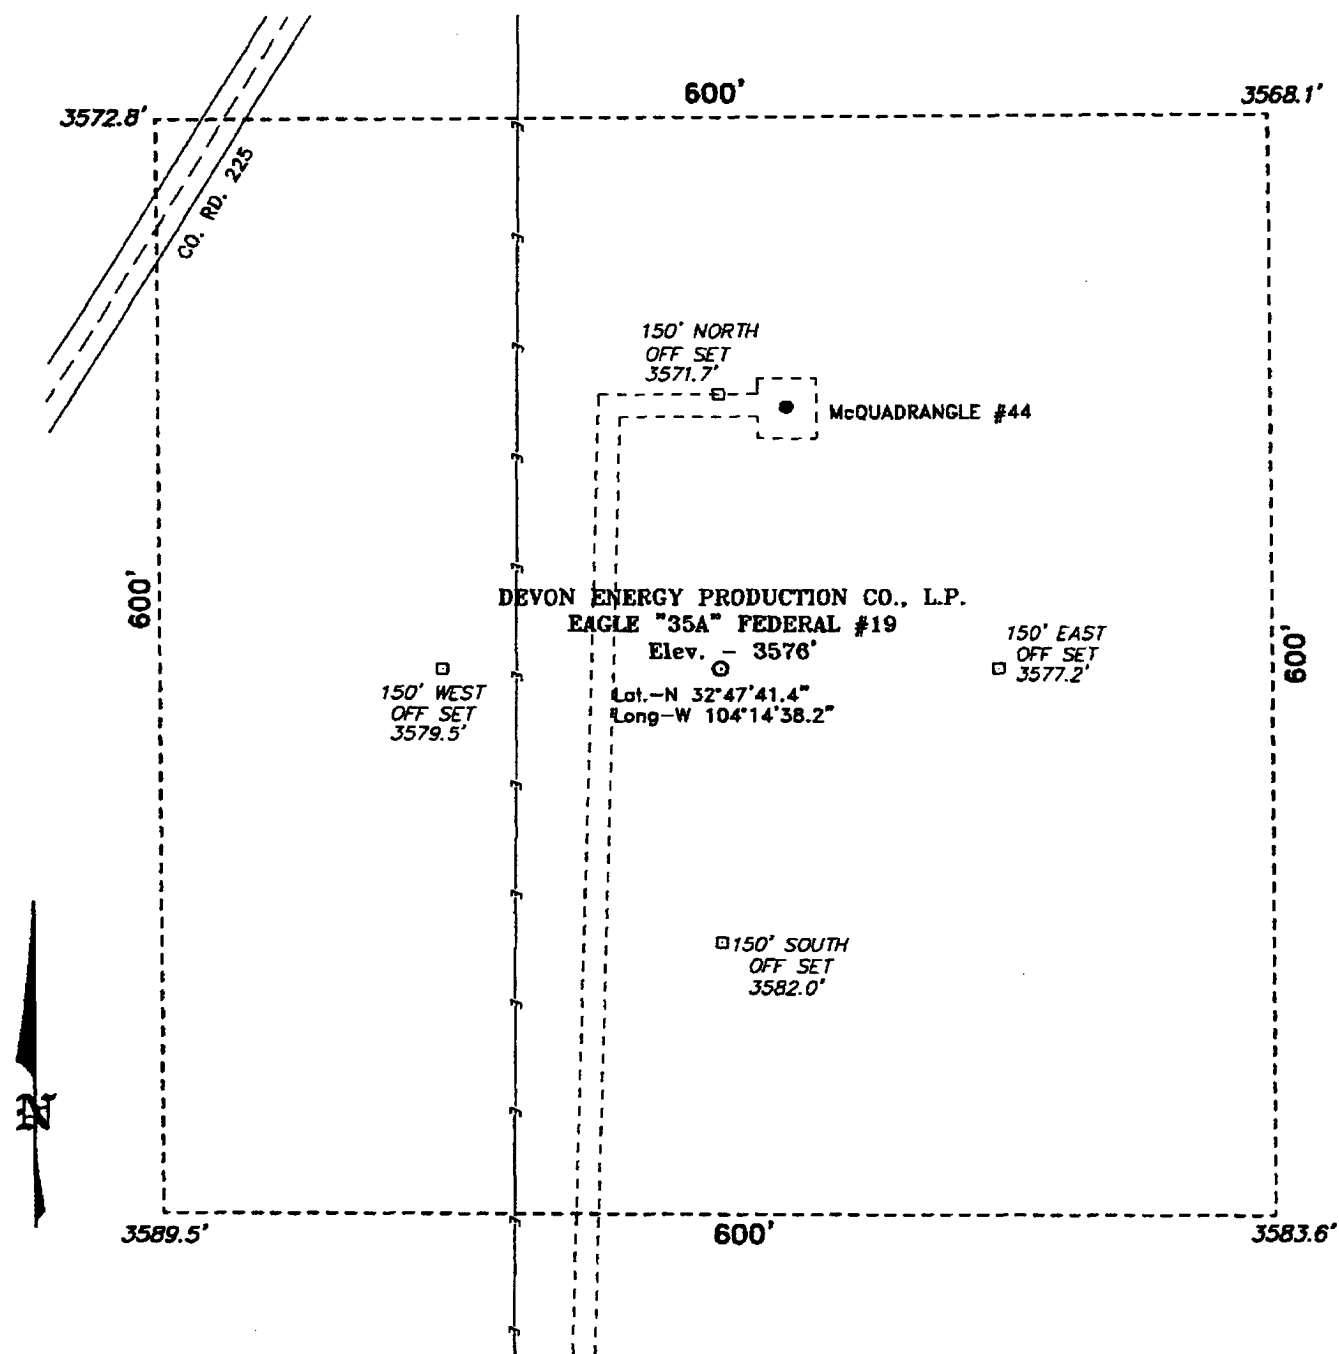 600'
3572.8'
3568.1'
CO. RD. 225
150' NORTH
OFF SET
3571.7'
McQUADRANGLE #44
600'
DEVON ENERGY PRODUCTION CO., L.P.
EAGLE "35A" FEDERAL #19
Elev. - 3576'
Lat.-N 32°47'41.4"
Long-W 104°14'38.2"
150' WEST
OFF SET
3579.5'
150' EAST
OFF SET
3577.2'
600'
150' SOUTH
OFF SET
3582.0'
N
3589.5'
600'
3583.6'